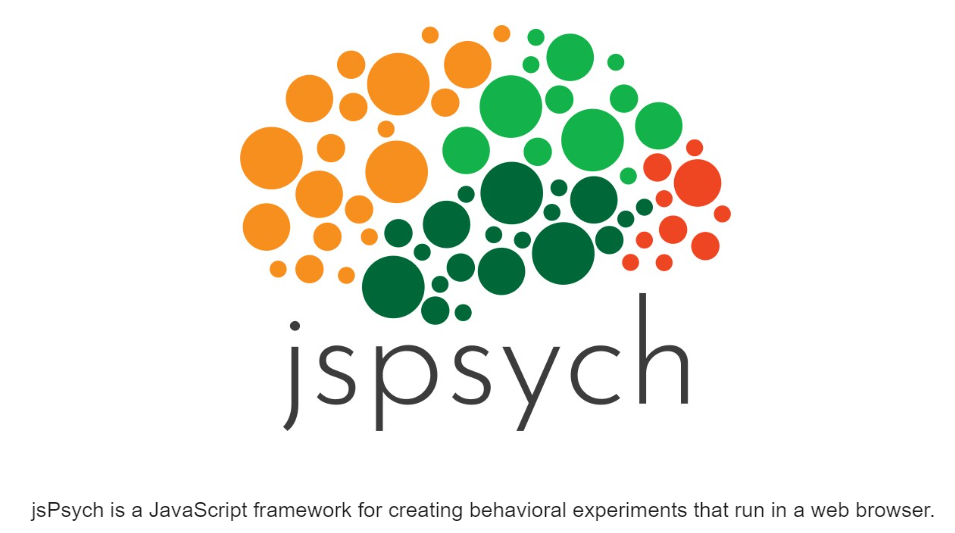 jspsych
jsPsych is a JavaScript framework for creating behavioral experiments that run in a web browser.